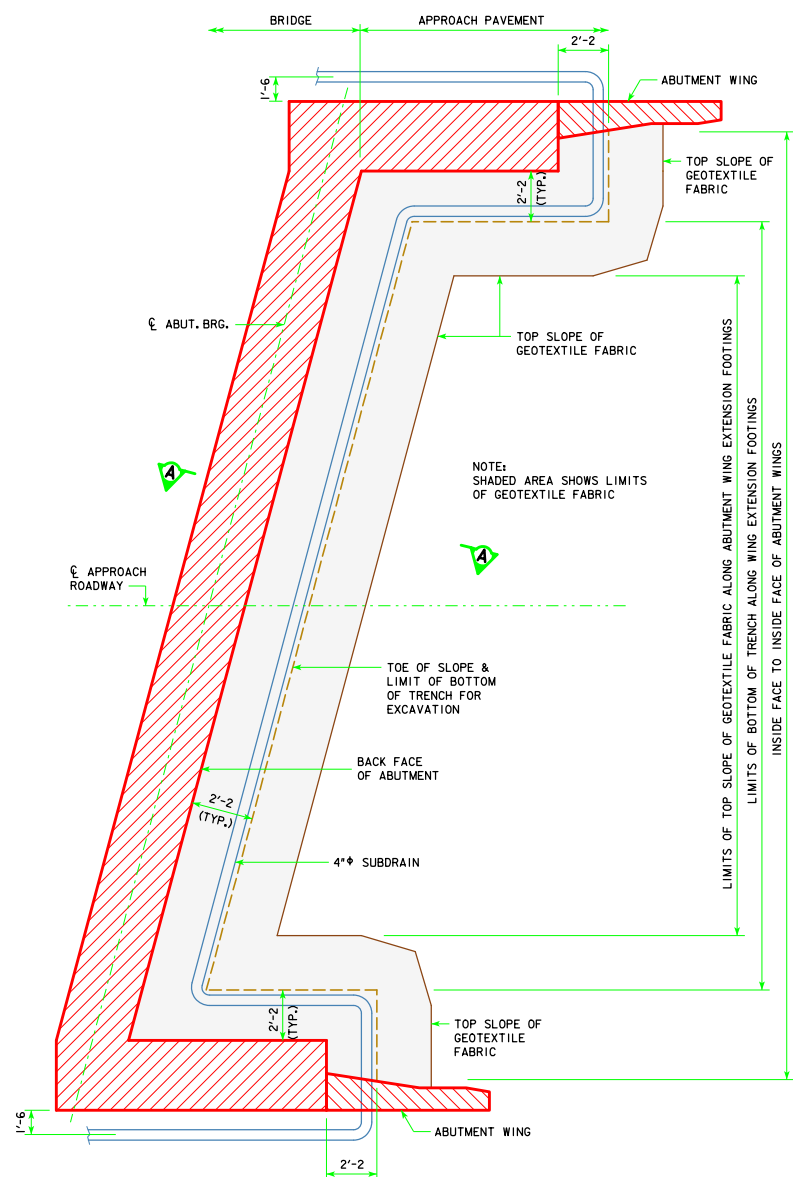 BRIDGE
APPROACH PAVEMENT
2'-2
1'-6
ABUTMENT WING
TOP SLOPE OF
GEOTEXTILE
FABRIC
2'-2
(TYP.)
℄ ABUT. BRG.
TOP SLOPE OF
GEOTEXTILE FABRIC
A
NOTE:
SHADED AREA SHOWS LIMITS
OF GEOTEXTILE FABRIC
A
℄ APPROACH
ROADWAY
LIMITS OF TOP SLOPE OF GEOTEXTILE FABRIC ALONG ABUTMENT WING EXTENSION FOOTINGS
LIMITS OF BOTTOM OF TRENCH ALONG WING EXTENSION FOOTINGS
INSIDE FACE TO INSIDE FACE OF ABUTMENT WINGS
TOE OF SLOPE &
LIMIT OF BOTTOM
OF TRENCH FOR
EXCAVATION
BACK FACE
OF ABUTMENT
2'-2
(TYP.)
4"ϕ SUBDRAIN
2'-2
(TYP.)
TOP SLOPE OF
GEOTEXTILE
FABRIC
1'-6
ABUTMENT WING
2'-2